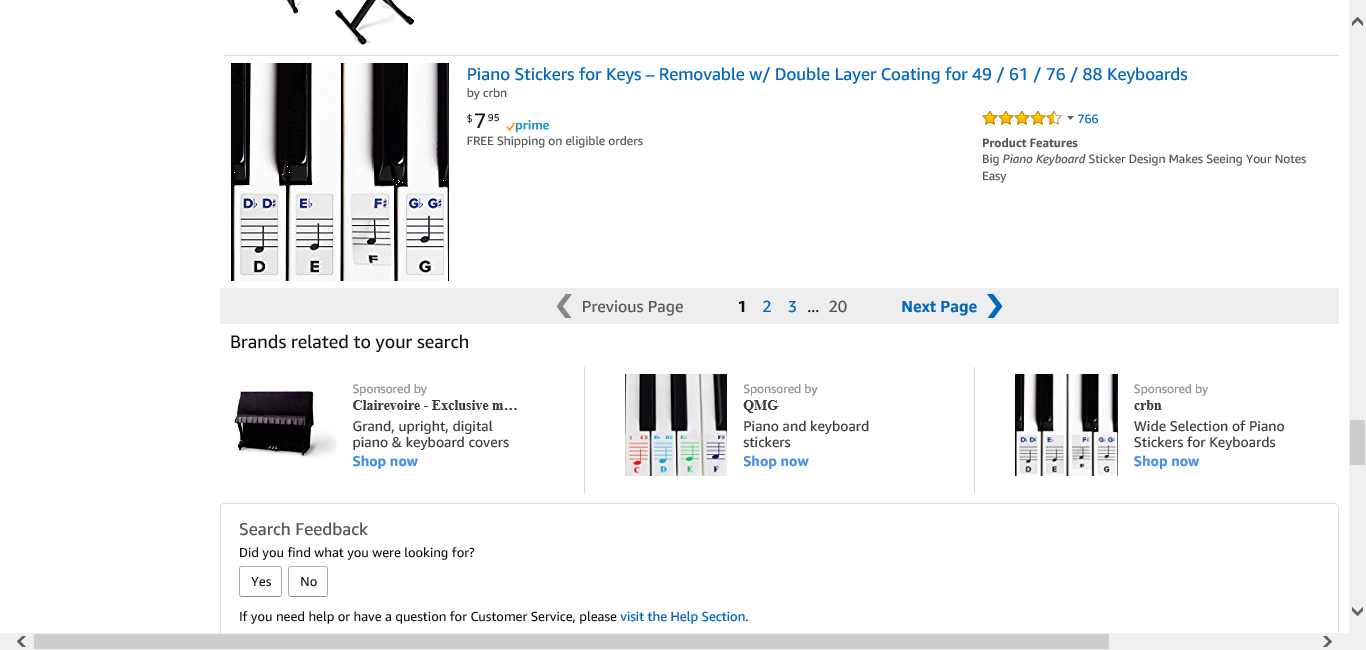 Piano Stickers for Keys – Removable w/ Double Layer Coating for 49 / 61 / 76 / 88 Keyboards
by crbn
$7 95 prime
FREE Shipping on eligible orders
766
Product Features
Big Piano Keyboard Sticker Design Makes Seeing Your Notes
Easy
D♭ D♯ E♭ F♯ G♭ G♯
D E F G
Previous Page 1 2 3 ... 20 Next Page
Brands related to your search
Sponsored by
Clairevoire - Exclusive m...
Grand, upright, digital
piano & keyboard covers
Shop now
C D E F
Sponsored by
QMG
Piano and keyboard
stickers
Shop now
D E F G
Sponsored by
crbn
Wide Selection of Piano
Stickers for Keyboards
Shop now
Search Feedback
Did you find what you were looking for?
Yes No
If you need help or have a question for Customer Service, please visit the Help Section.